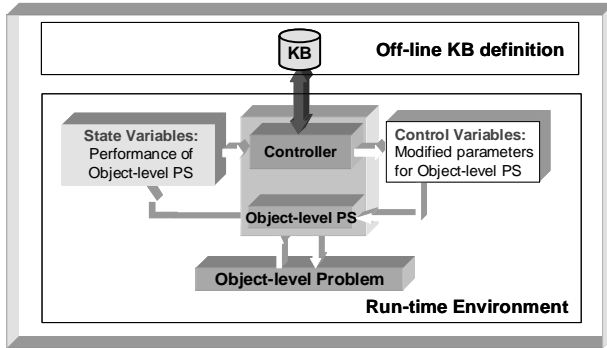 KB
Off-line KB definition
State Variables:
Performance of
Object-level PS
Controller
Control Variables:
Modified parameters
for Object-level PS
Object-level PS
Object-level Problem
Run-time Environment